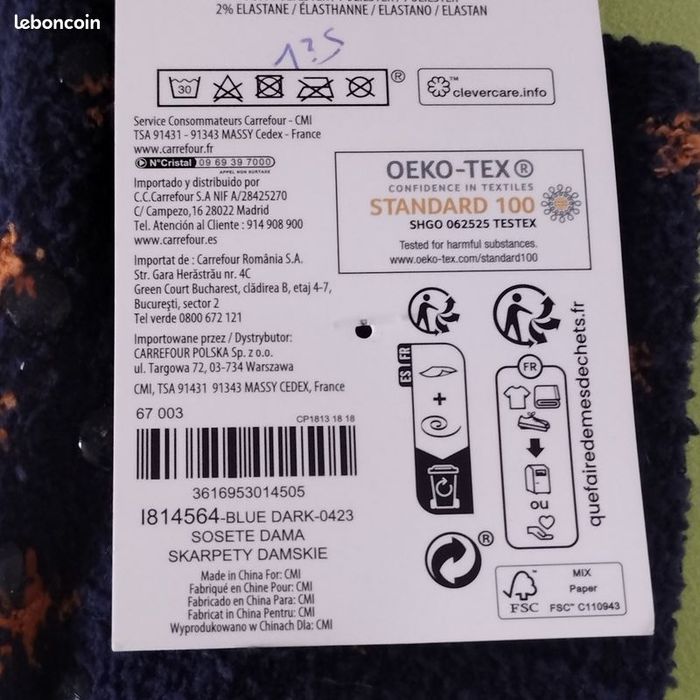 leboncoin
2% ELASTANE / ÉLASTHANNE / ELASTANO / ELASTAN
30
®
™
clevercare.info
Service Consommateurs Carrefour - CMI
TSA 91431 - 91343 MASSY Cedex - France
www.carrefour.fr
N°Cristal 09 69 39 7000
APPEL NON SURTAXE
Importado y distribuido por
C.C.Carrefour S.A NIF A/28425270
C/ Campezo,16 28022 Madrid
Tel. Atención al Cliente : 914 908 900
www.carrefour.es
Importat de : Carrefour România S.A.
Str. Gara Herăstrău nr. 4C
Green Court Bucharest, clădirea B, etaj 4-7,
Bucureşti, sector 2
Tel verde 0800 672 121
Importowane przez / Dystrybutor:
CARREFOUR POLSKA Sp. z o.o.
ul. Targowa 72, 03-734 Warszawa
CMI, TSA 91431 91343 MASSY CEDEX, France
67 003
CP1813 18 18
3616953014505
I814564-BLUE DARK-0423
SOSETE DAMA
SKARPETY DAMSKIE
Made in China For: CMI
Fabriqué en Chine Pour: CMI
Fabricado en China Para: CMI
Fabricat in China Pentru: CMI
Wyprodukowano w Chinach Dla: CMI
OEKO-TEX®
CONFIDENCE IN TEXTILES
STANDARD 100
SHGO 062525 TESTEX
Tested for harmful substances.
www.oeko-tex.com/standard100
ES FR
+
FR
OU
quefairedemesdechets.fr
®
FSC
MIX
Paper
FSC™ C110943